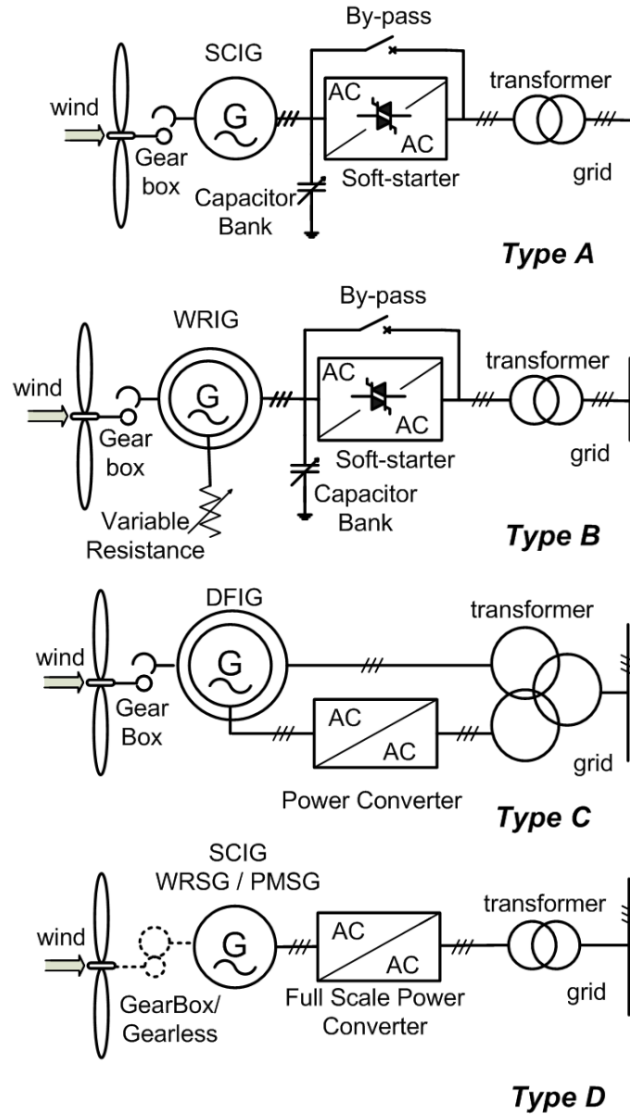 By-pass
SCIG
transformer
wind
G
AC
AC
Gear
box
Soft-starter
grid
Capacitor
Bank
Type A
By-pass
WRIG
transformer
wind
G
AC
AC
Gear
box
Soft-starter
grid
Variable
Resistance
Capacitor
Bank
Type B
DFIG
transformer
wind
G
Gear
Box
AC
AC
grid
Power Converter
Type C
SCIG
WRSG / PMSG
transformer
wind
G
AC
AC
GearBox/
Gearless
Full Scale Power
Converter
grid
Type D